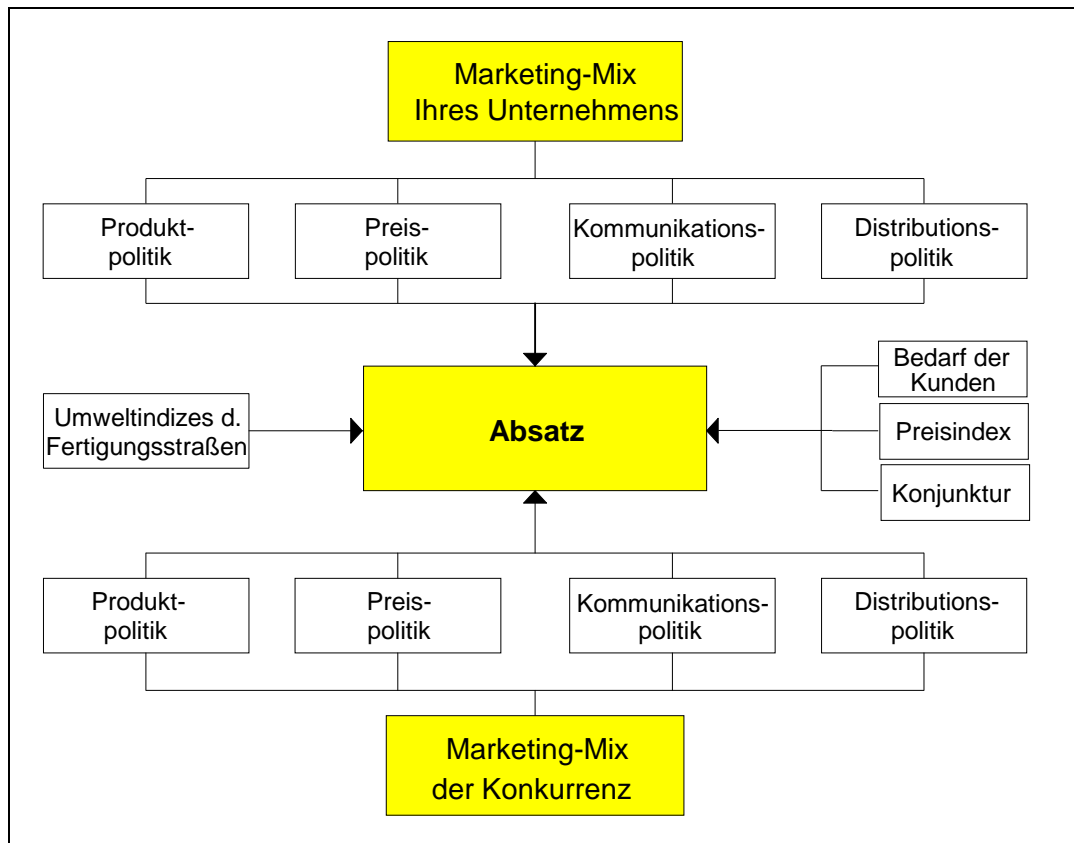 Marketing-Mix
Ihres Unternehmens
Produkt-
politik
Preis-
politik
Kommunikations-
politik
Distributions-
politik
Umweltindizes d.
Fertigungsstraßen
Absatz
Bedarf der
Kunden
Preisindex
Konjunktur
Produkt-
politik
Preis-
politik
Kommunikations-
politik
Distributions-
politik
Marketing-Mix
der Konkurrenz